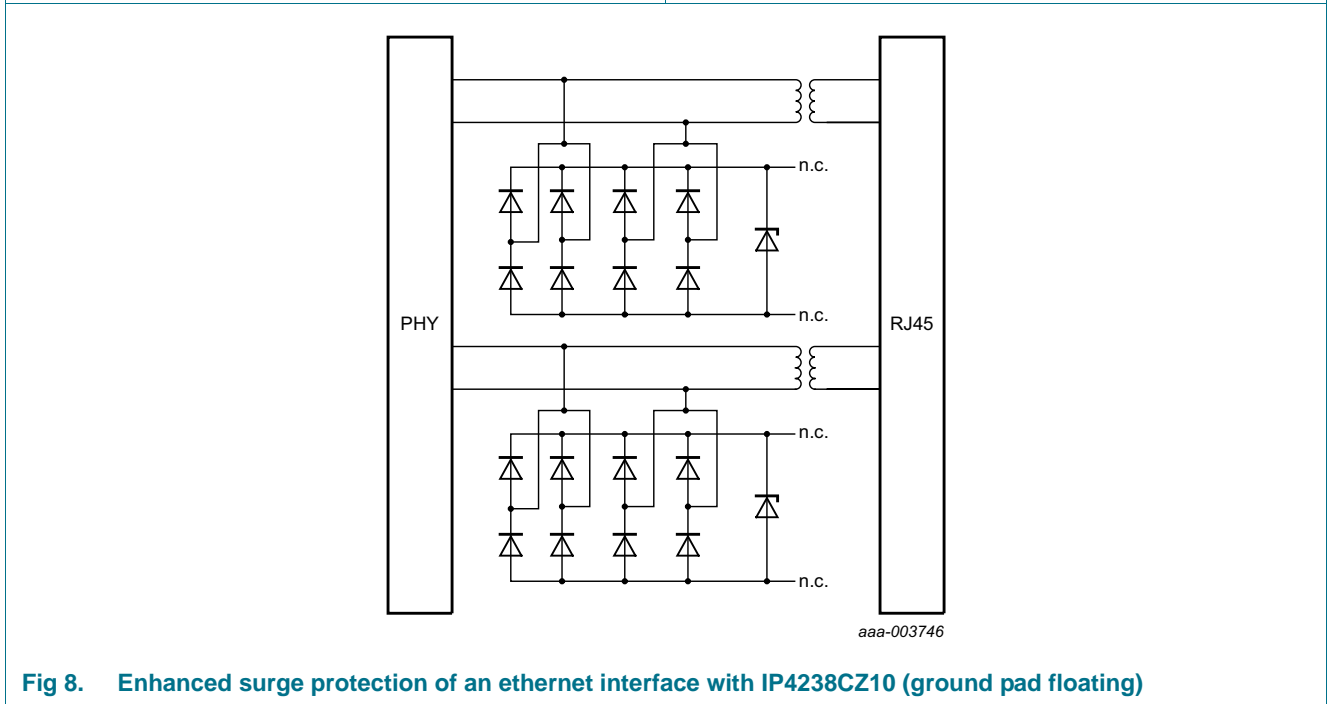 n.c.
n.c.
PHY
RJ45
n.c.
n.c.
aaa-003746
Fig 8. Enhanced surge protection of an ethernet interface with IP4238CZ10 (ground pad floating)